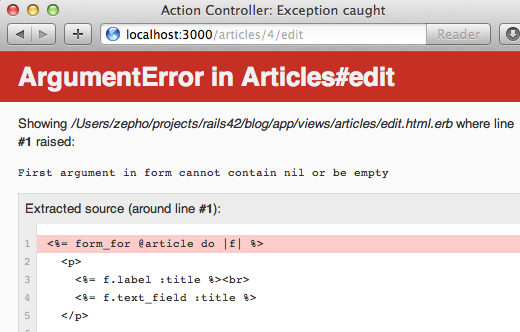 Action Controller: Exception caught
localhost:3000/articles/4/edit
Reader
ArgumentError in Articles#edit
Showing /Users/zepho/projects/rails42/blog/app/views/articles/edit.html.erb where line
#1 raised:
First argument in form cannot contain nil or be empty
Extracted source (around line #1):
1 <%= form_for @article do |f| %>
2 <p>
3 <%= f.label :title %><br>
4 <%= f.text_field :title %>
5 </p>